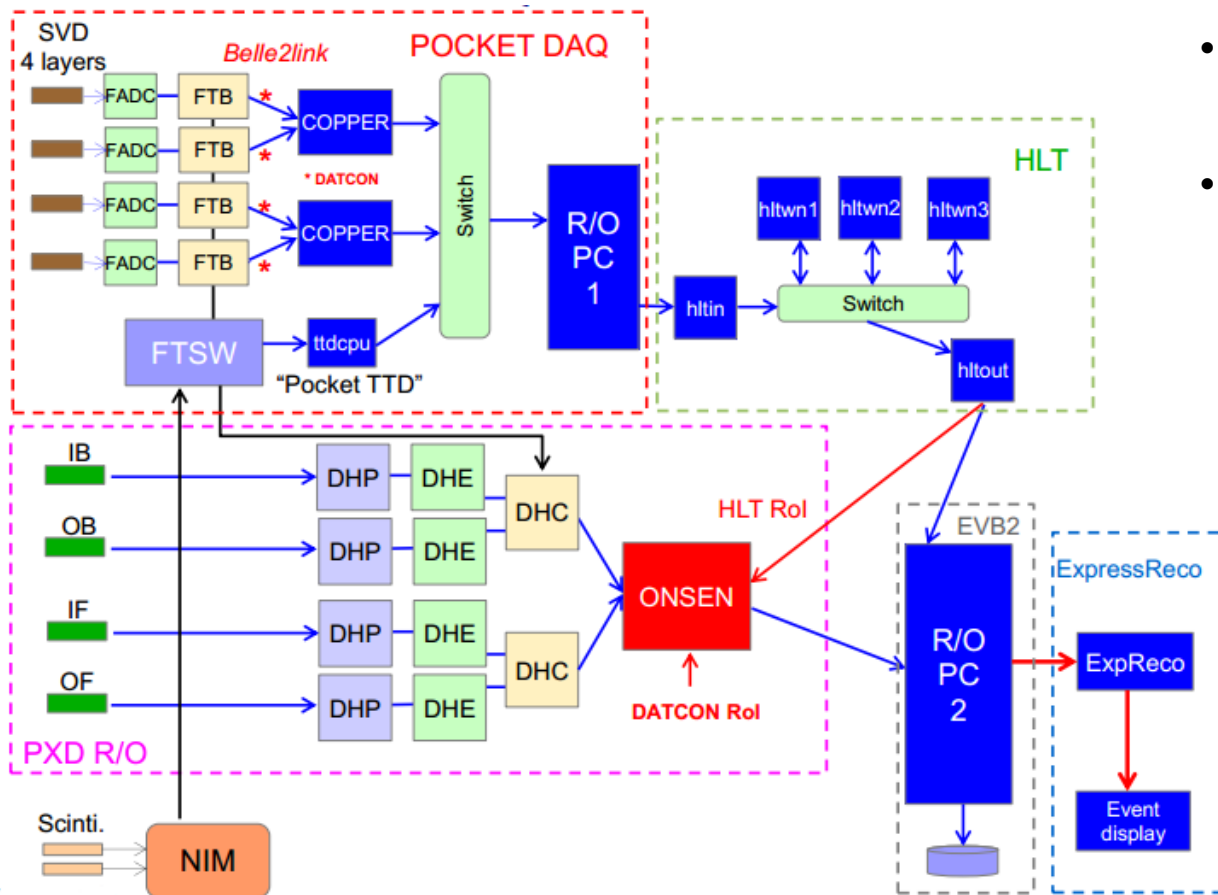 SVD
4 layers
Belle2link
POCKET DAQ
FADC
FTB
*
COPPER
FADC
FTB
*
* DATCON
FADC
FTB
*
COPPER
FADC
FTB
*
Switch
R/O
PC
1
FTSW
ttdcpu
"Pocket TTD"
HLT
hltwn1
hltwn2
hltwn3
hltin
Switch
hltout
IB
DHP
DHE
OB
DHP
DHE
DHC
IF
DHP
DHE
OF
DHP
DHE
DHC
HLT RoI
ONSEN
DATCON RoI
PXD R/O
EVB2
R/O
PC
2
ExpressReco
ExpReco
Event
display
Scinti.
NIM
•
•